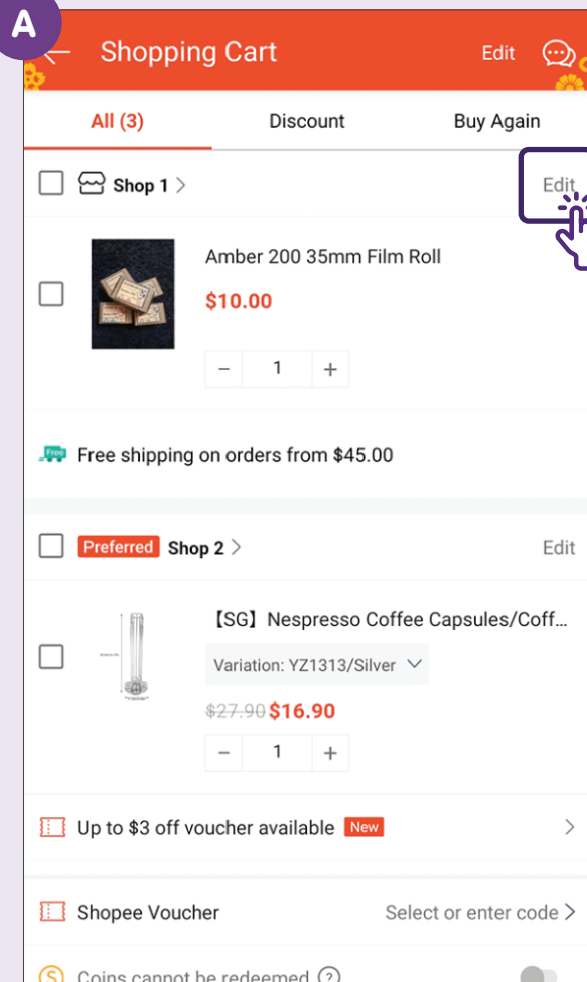 A
Shopping Cart Edit
All (3) Discount Buy Again
Shop 1 > Edit
Amber 200 35mm Film Roll
$10.00
− 1 +
Free
Free shipping on orders from $45.00
Preferred Shop 2 > Edit
【SG】Nespresso Coffee Capsules/Coff...
Variation: YZ1313/Silver
$27.90 $16.90
− 1 +
Up to $3 off voucher available New >
Shopee Voucher Select or enter code >
S Coins cannot be redeemed ?